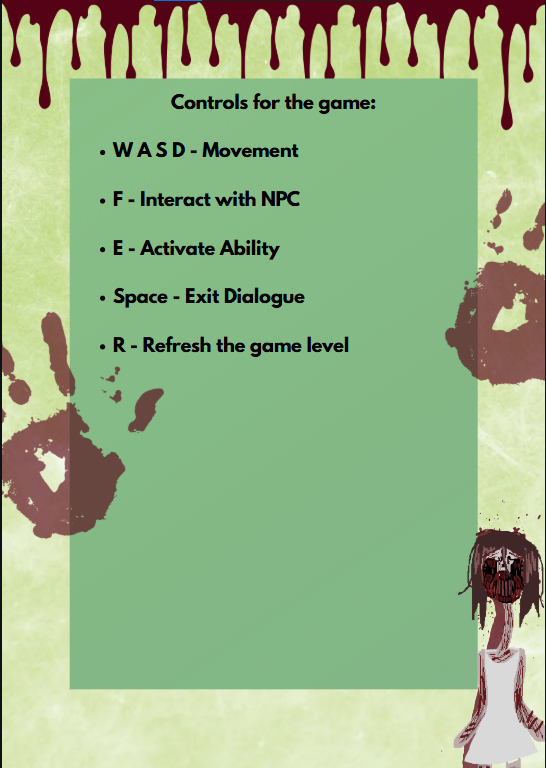 Controls for the game:
• W A S D - Movement
• F - Interact with NPC
• E - Activate Ability
• Space - Exit Dialogue
• R - Refresh the game level